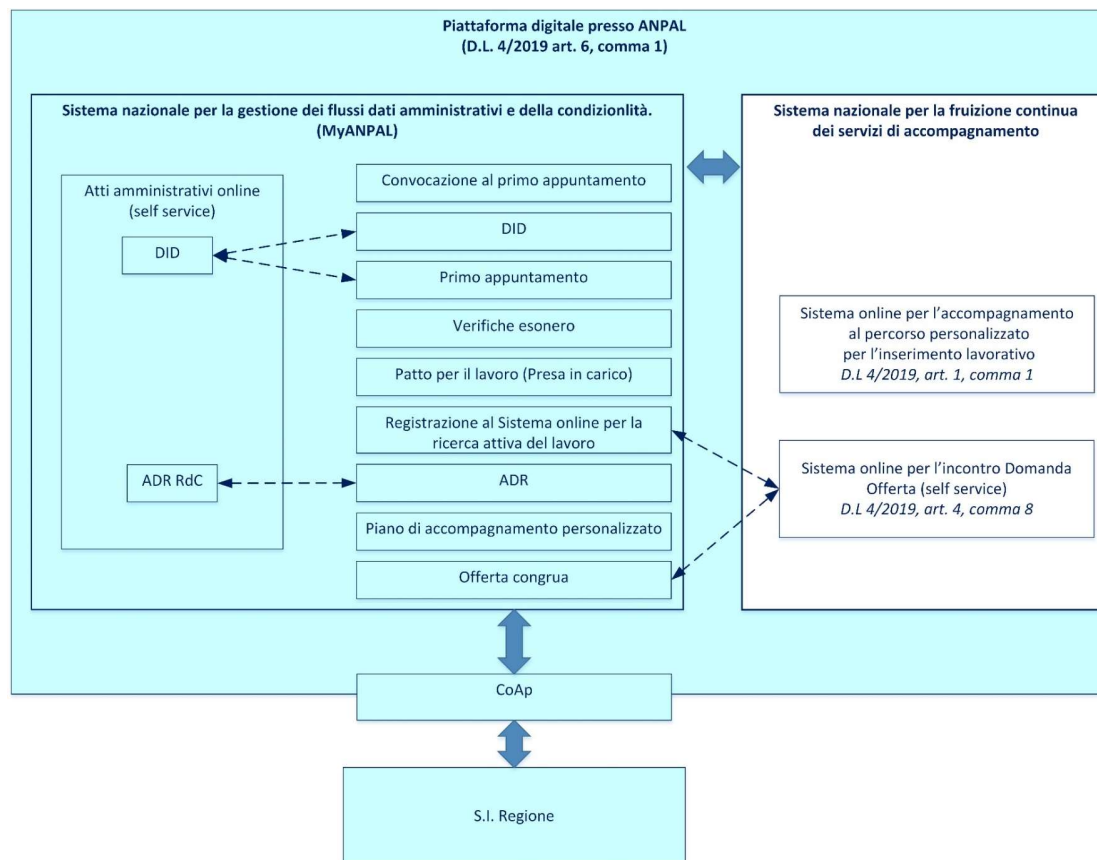 Piattaforma digitale presso ANPAL
(D.L. 4/2019 art. 6, comma 1)
Sistema nazionale per la gestione dei flussi dati amministrativi e della condizionlità.
(MyANPAL)
Atti amministrativi online
(self service)
DID
ADR RdC
Convocazione al primo appuntamento
DID
Primo appuntamento
Verifiche esonero
Patto per il lavoro (Presa in carico)
Registrazione al Sistema online per la
ricerca attiva del lavoro
ADR
Piano di accompagnamento personalizzato
Offerta congrua
Sistema nazionale per la fruizione continua
dei servizi di accompagnamento
Sistema online per l'accompagnamento
al percorso personalizzato
per l'inserimento lavorativo
D.L 4/2019, art. 1, comma 1
Sistema online per l'incontro Domanda
Offerta (self service)
D.L 4/2019, art. 4, comma 8
CoAp
S.I. Regione